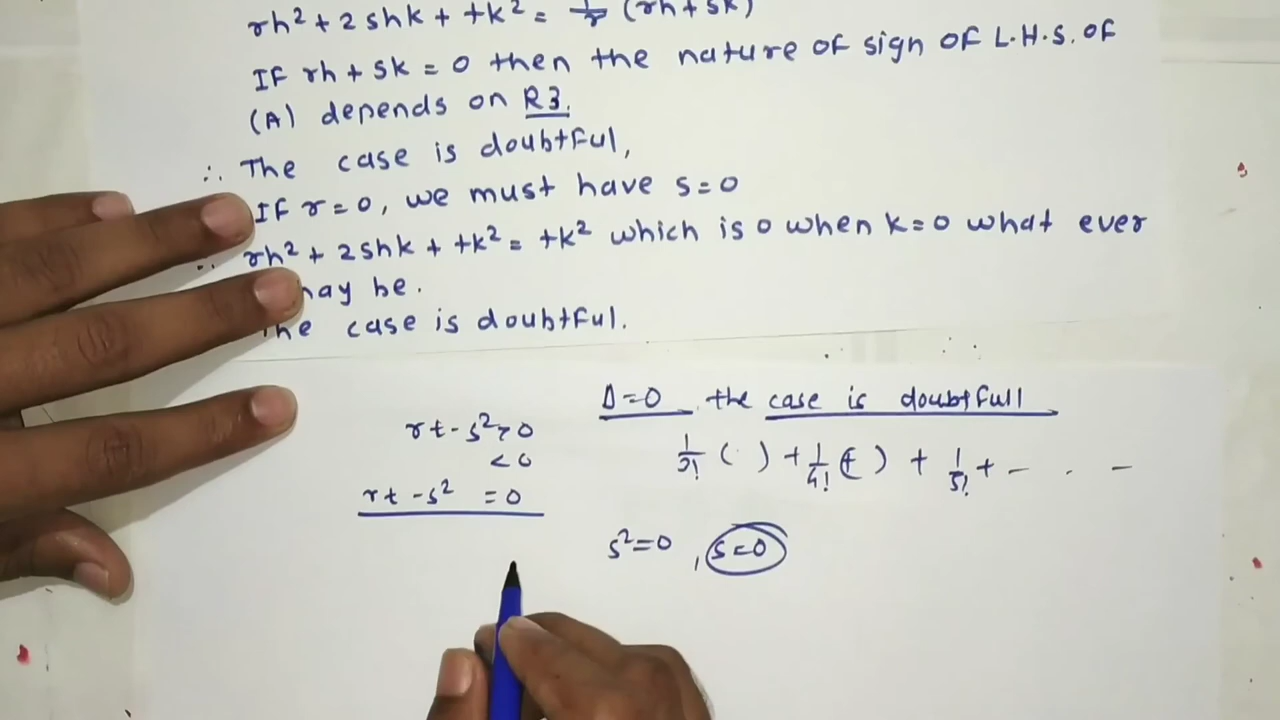 rh² + 2shk + tk² = 1/r (rh + sk)
If rh + sk = 0 then the nature of sign of L.H.S. of
(A) depends on R3.
∴ The case is doubtful,
If r = 0, we must have s = 0
∴ rh² + 2shk + tk² = tk² which is 0 when k = 0 what ever
may be.
The case is doubtful.
D = 0 the case is doubtfull
rt - s² > 0
< 0
1/3! ( ) + 1/4! ( ) + 1/5! + - . . -
rt - s² = 0
s² = 0, s = 0